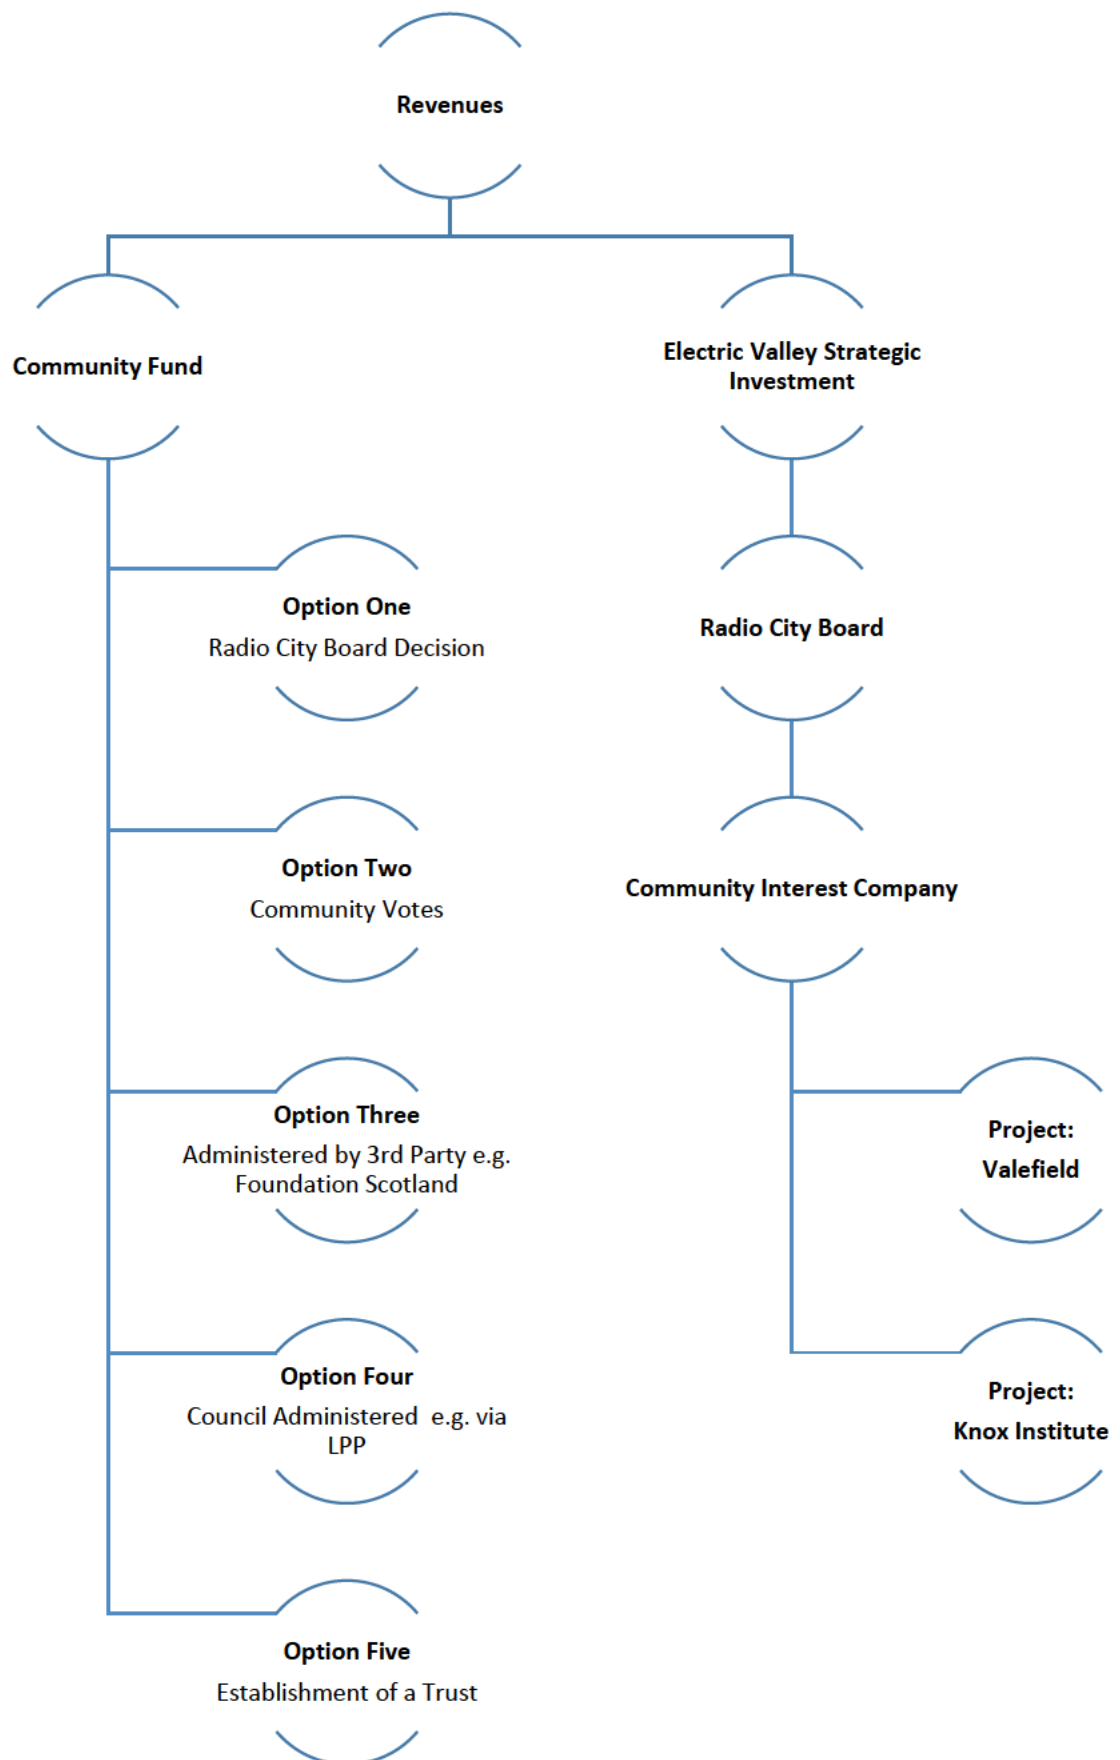 Revenues
Community Fund
Electric Valley Strategic
Investment
Option One
Radio City Board Decision
Radio City Board
Option Two
Community Votes
Community Interest Company
Option Three
Administered by 3rd Party e.g.
Foundation Scotland
Project:
Valefield
Option Four
Council Administered  e.g. via
LPP
Project:
Knox Institute
Option Five
Establishment of a Trust